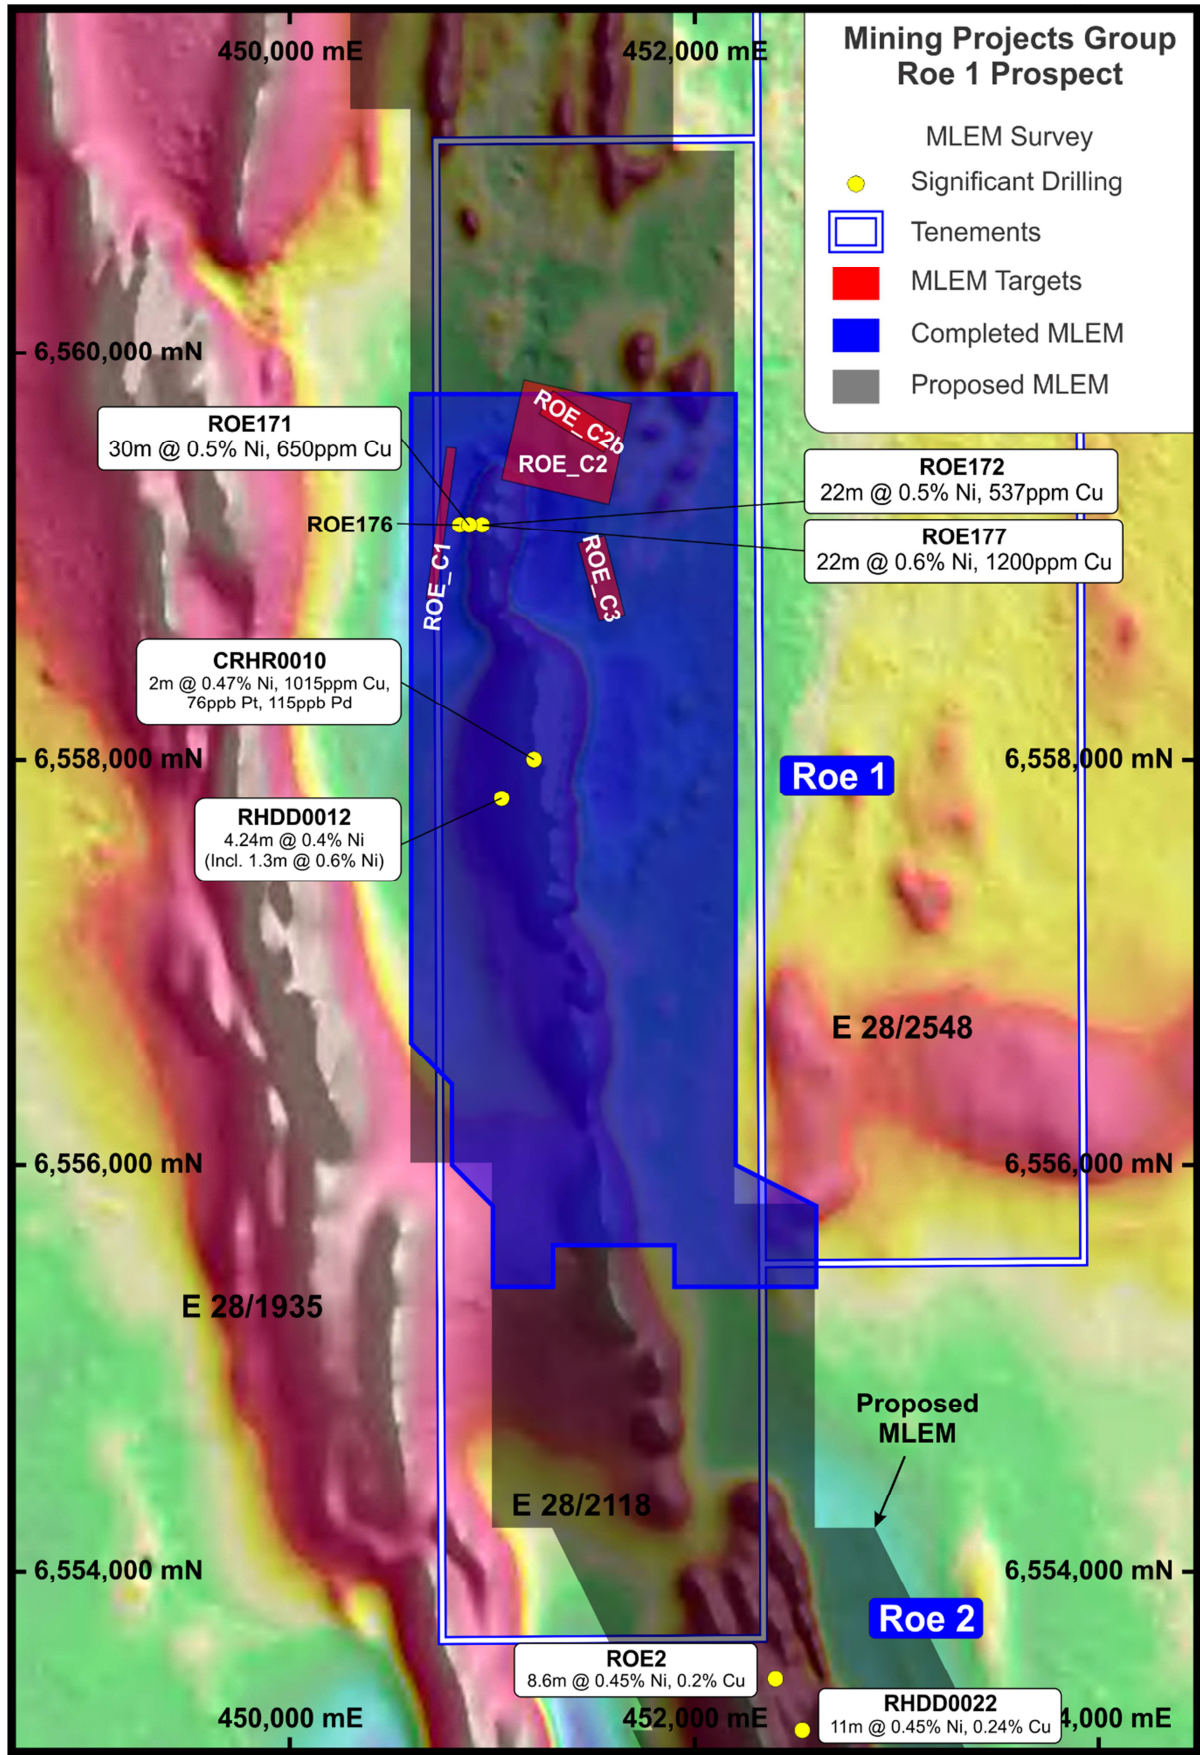 450,000 mE
452,000 mE
Mining Projects Group
Roe 1 Prospect
MLEM Survey
Significant Drilling
Tenements
MLEM Targets
Completed MLEM
Proposed MLEM
6,560,000 mN
ROE171
30m @ 0.5% Ni, 650ppm Cu
ROE_C2b
ROE_C2
ROE172
22m @ 0.5% Ni, 537ppm Cu
ROE176
ROE177
22m @ 0.6% Ni, 1200ppm Cu
ROE_C1
ROE_C3
CRHR0010
2m @ 0.47% Ni, 1015ppm Cu,
76ppb Pt, 115ppb Pd
6,558,000 mN
6,558,000 mN
Roe 1
RHDD0012
4.24m @ 0.4% Ni
(Incl. 1.3m @ 0.6% Ni)
E 28/2548
6,556,000 mN
6,556,000 mN
E 28/1935
Proposed
MLEM
E 28/2118
6,554,000 mN
6,554,000 mN
Roe 2
ROE2
8.6m @ 0.45% Ni, 0.2% Cu
RHDD0022
11m @ 0.45% Ni, 0.24% Cu
450,000 mE
452,000 mE
4,000 mE